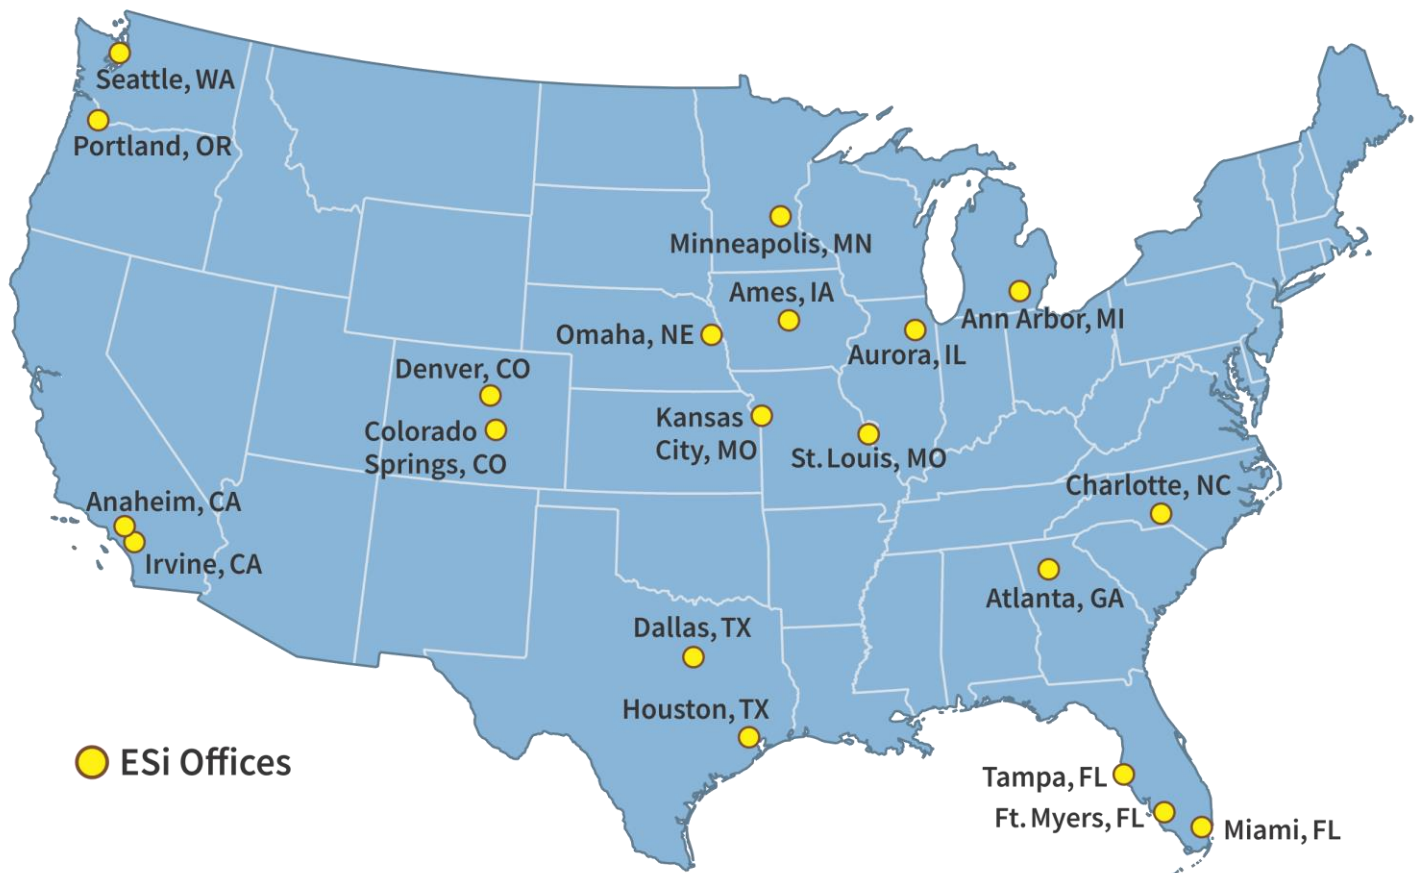 Seattle, WA
Portland, OR
Minneapolis, MN
Ames, IA
Ann Arbor, MI
Omaha, NE
Aurora, IL
Denver, CO
Kansas
City, MO
Colorado
Springs, CO
St. Louis, MO
Charlotte, NC
Anaheim, CA
Irvine, CA
Atlanta, GA
Dallas, TX
Houston, TX
ESi Offices
Tampa, FL
Ft. Myers, FL
Miami, FL